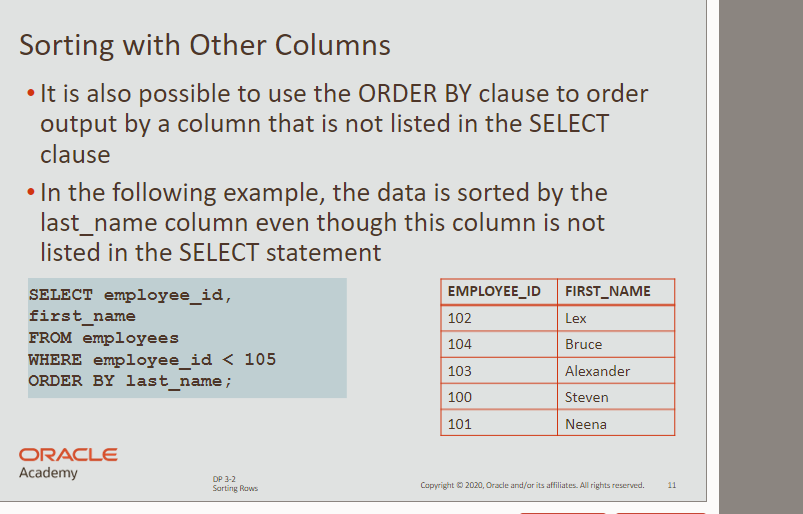 Sorting with Other Columns
• It is also possible to use the ORDER BY clause to order
output by a column that is not listed in the SELECT
clause
• In the following example, the data is sorted by the
last_name column even though this column is not
listed in the SELECT statement
SELECT employee_id,
first_name
FROM employees
WHERE employee_id < 105
ORDER BY last_name;
EMPLOYEE_ID FIRST_NAME
102 Lex
104 Bruce
103 Alexander
100 Steven
101 Neena
ORACLE
Academy
DP 3-2
Sorting Rows
Copyright © 2020, Oracle and/or its affiliates. All rights reserved. 11